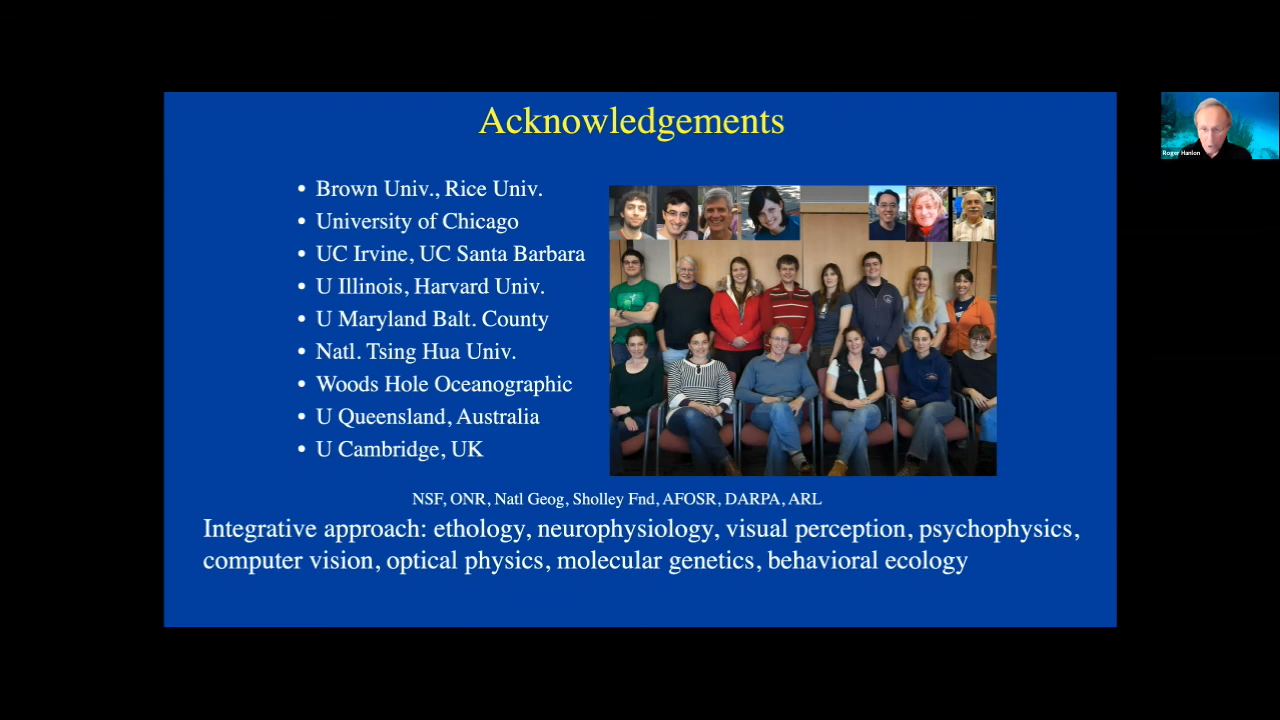 Acknowledgements
• Brown Univ., Rice Univ.
• University of Chicago
• UC Irvine, UC Santa Barbara
• U Illinois, Harvard Univ.
• U Maryland Balt. County
• Natl. Tsing Hua Univ.
• Woods Hole Oceanographic
• U Queensland, Australia
• U Cambridge, UK
NSF, ONR, Natl Geog, Sholley Fnd, AFOSR, DARPA, ARL
Integrative approach: ethology, neurophysiology, visual perception, psychophysics,
computer vision, optical physics, molecular genetics, behavioral ecology
Roger Hanlon